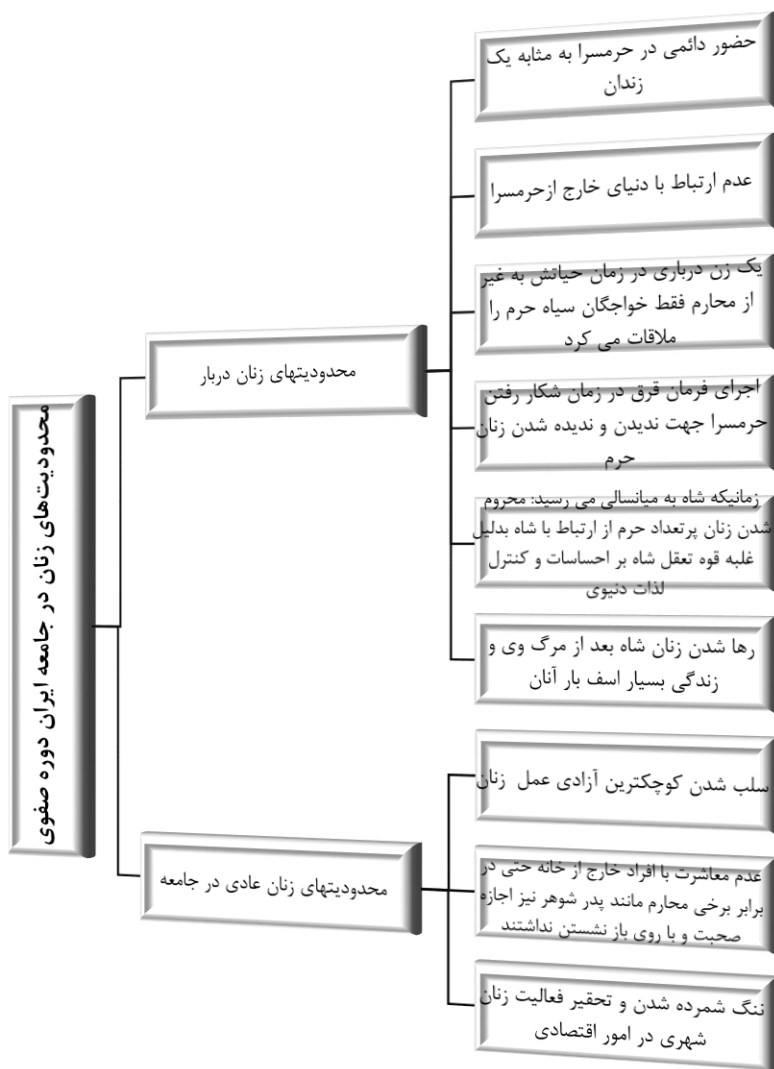 محدودیت‌های زنان در جامعه ایران دوره صفوی
محدودیتهای زنان دربار
حضور دائمی در حرمسرا به مثابه یک
زندان
عدم ارتباط با دنیای خارج ازحرمسرا
یک زن درباری در زمان حیاتش به غیر
از محارم فقط خواجگان سیاه حرم را
ملاقات می کرد
اجرای فرمان قرق در زمان شکار رفتن
حرمسرا جهت ندیدن و ندیده شدن زنان
حرم
زمانیکه شاه به میانسالی می رسید: محروم
شدن زنان پرتعداد حرم از ارتباط با شاه بدلیل
غلبه قوه تعقل شاه بر احساسات و کنترل
لذات دنیوی
رها شدن زنان شاه بعد از مرگ وی و
زندگی بسیار اسف بار آنان
محدودیتهای زنان عادی در جامعه
سلب شدن کوچکترین آزادی عمل زنان
عدم معاشرت با افراد خارج از خانه حتی در
برابر برخی محارم مانند پدر شوهر نیز اجازه
صحبت و با روی باز نشستن نداشتند
ننگ شمرده شدن و تحقیر فعالیت زنان
شهری در امور اقتصادی